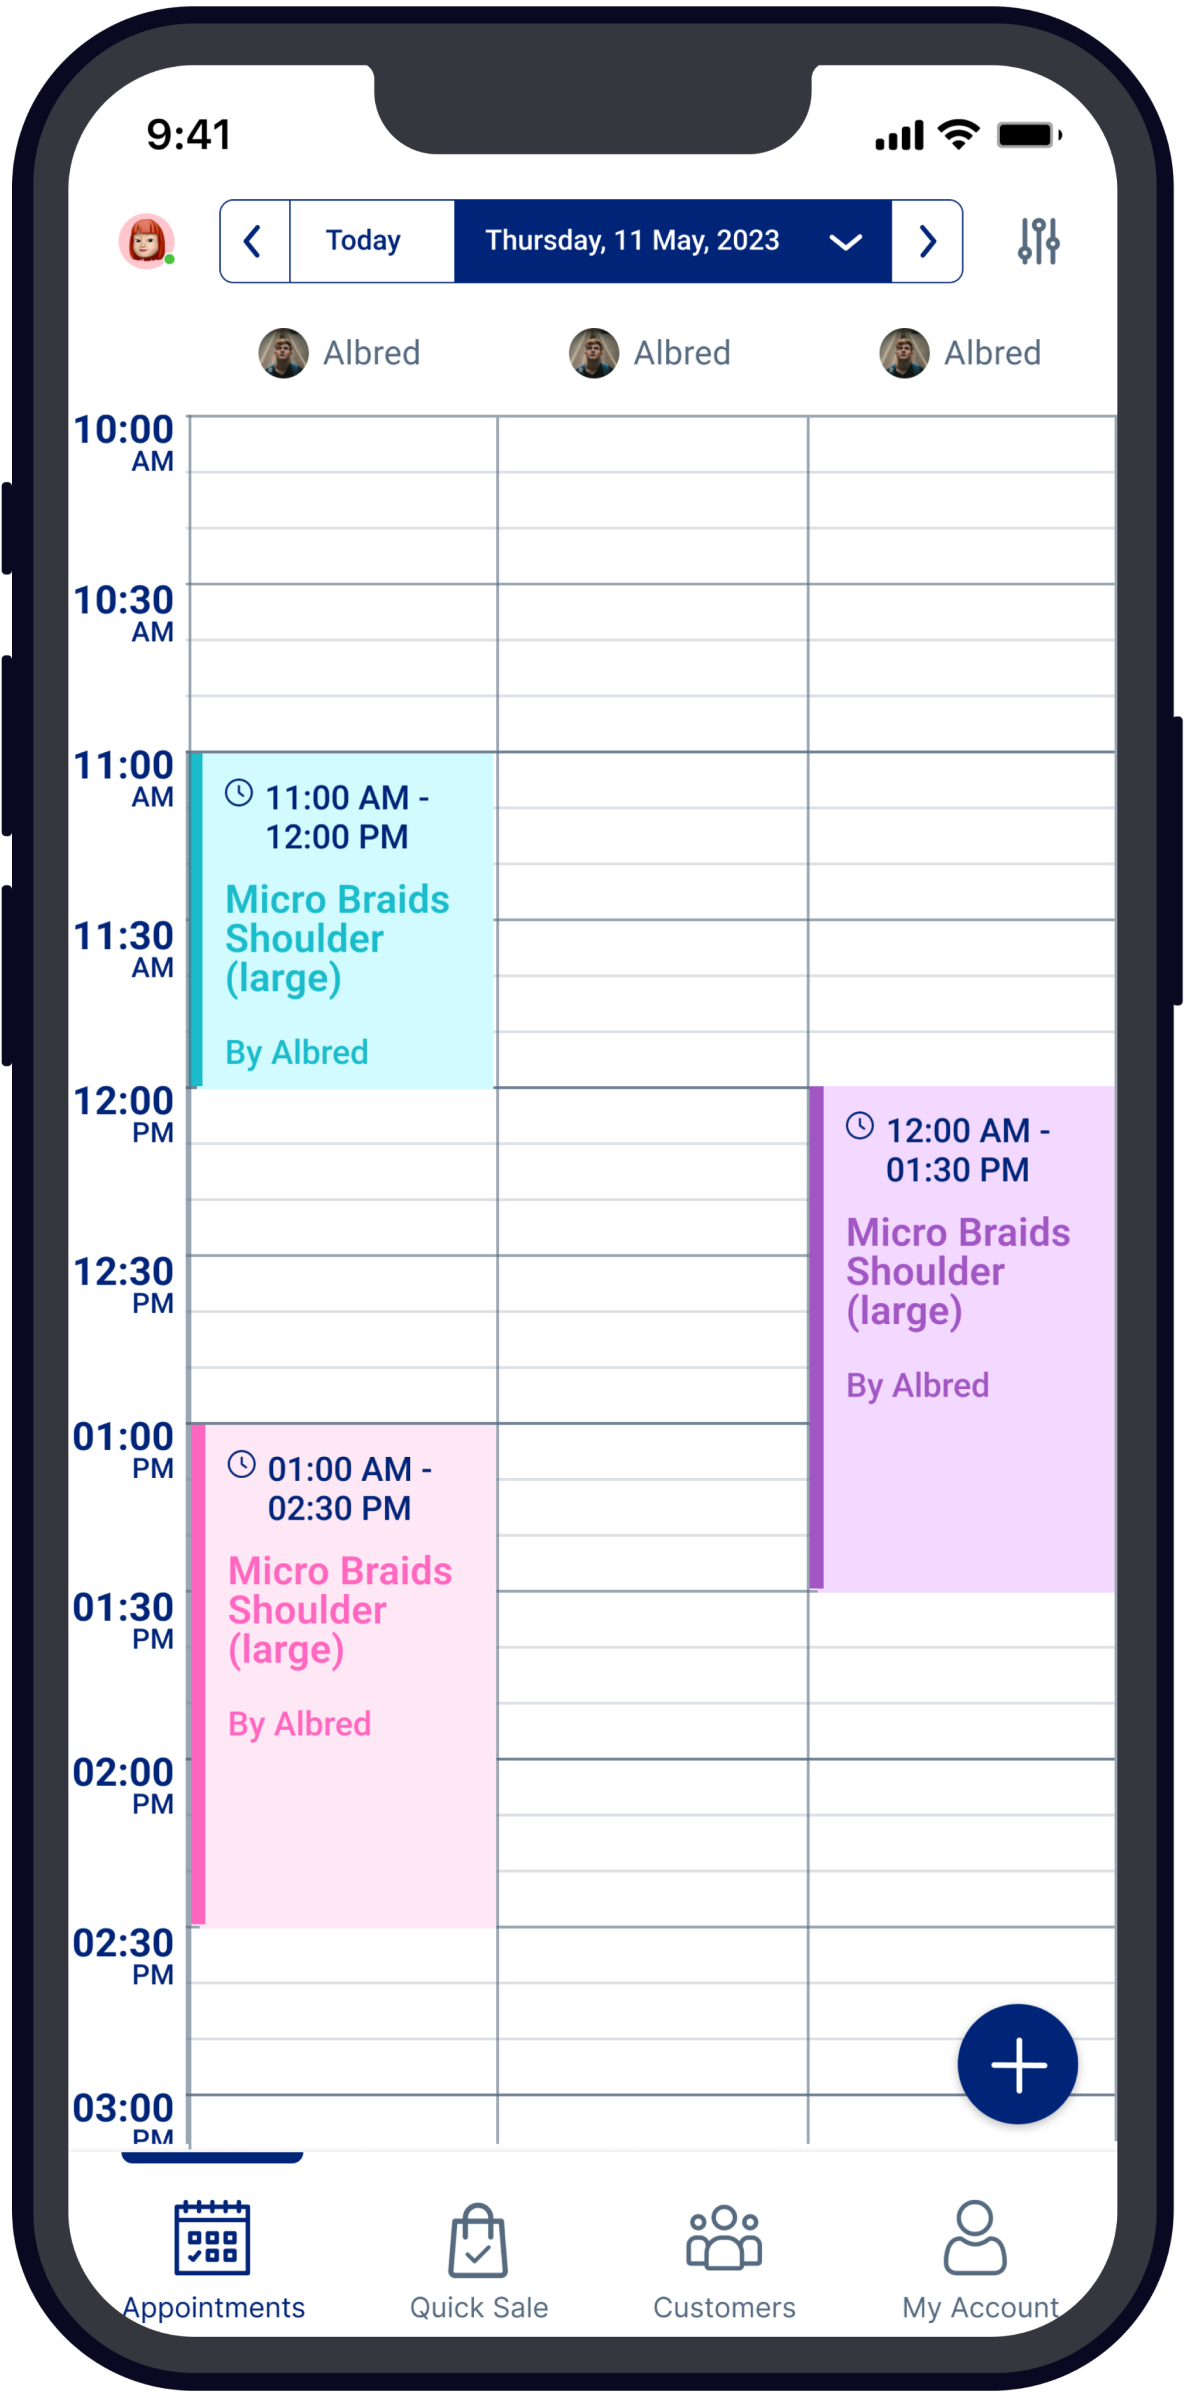 9:41
Today
Thursday, 11 May, 2023
Albred
Albred
Albred
10:00
AM
10:30
AM
11:00
AM
11:00 AM -
12:00 PM
Micro Braids
Shoulder
(large)
By Albred
11:30
AM
12:00
PM
12:00 AM -
01:30 PM
Micro Braids
Shoulder
(large)
By Albred
12:30
PM
01:00
PM
01:00 AM -
02:30 PM
Micro Braids
Shoulder
(large)
By Albred
01:30
PM
02:00
PM
02:30
PM
03:00
PM
Appointments
Quick Sale
Customers
My Account